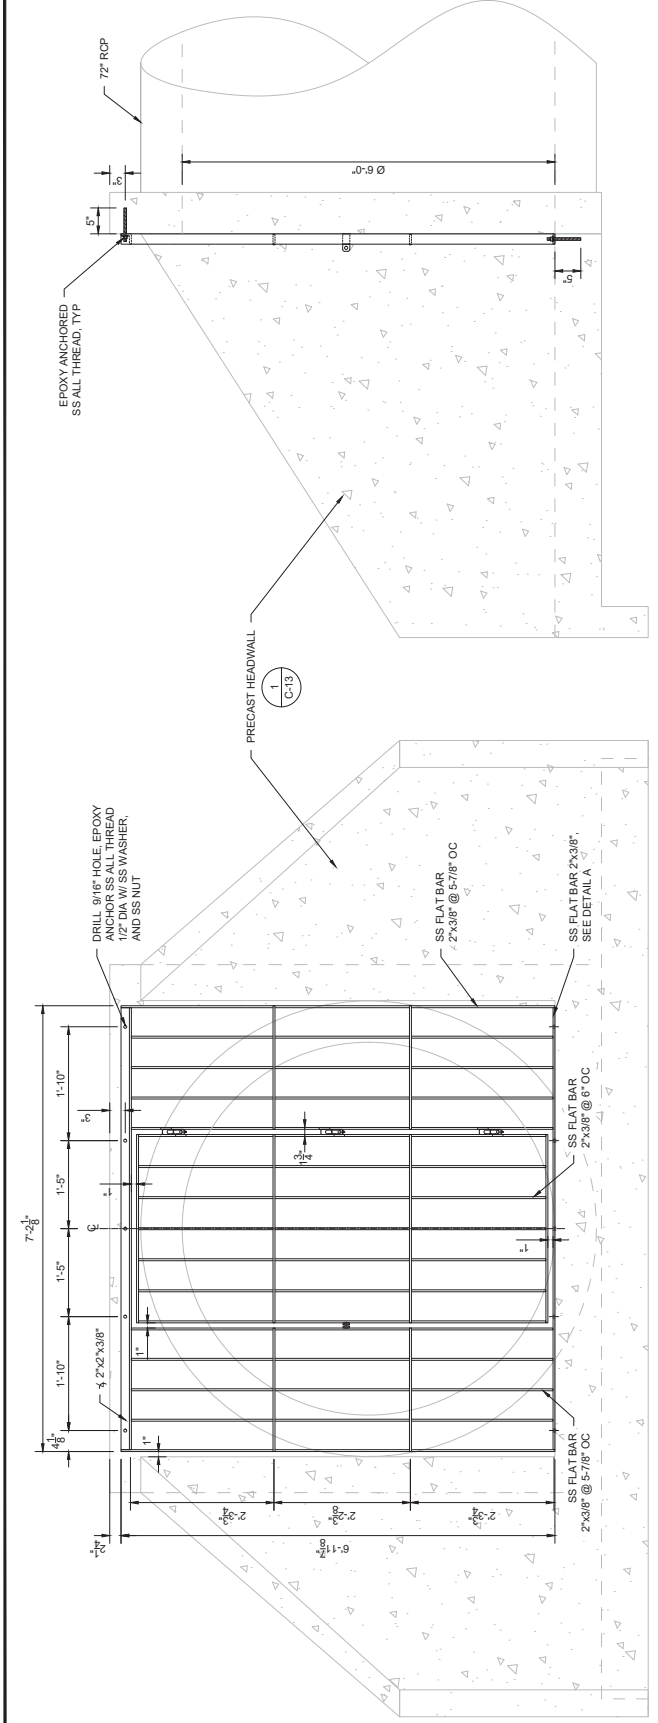 7'-2 1/8"
4 1/8"
1'-10"
1'-5"
1'-5"
1'-10"
3"
∠ 2"x2"x3/8"
℄
1"
DRILL 9/16" HOLE, EPOXY
ANCHOR SS ALL THREAD
1/2" DIA W/ SS WASHER,
AND SS NUT
2 1/4"
6'-11 7/8"
2'-3 3/4"
2'-2 3/8"
2'-3 3/4"
1"
1"
1 3/4"
1"
SS FLAT BAR
2"x3/8" @ 5-7/8" OC
SS FLAT BAR
2"x3/8" @ 6" OC
SS FLAT BAR
2"x3/8" @ 5-7/8" OC
SS FLAT BAR 2"x3/8",
SEE DETAIL A
PRECAST HEADWALL
1
C-13
EPOXY ANCHORED
SS ALL THREAD, TYP
5"
3"
72" RCP
Ø 6'-0"
5"